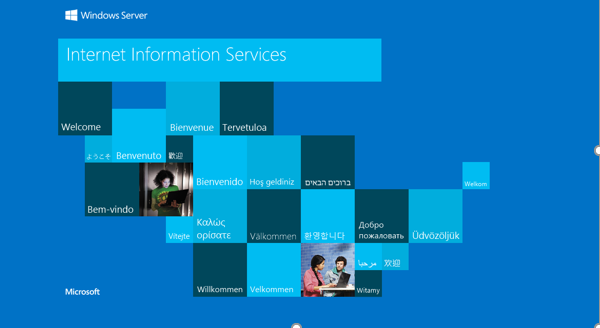 Windows Server
Internet Information Services
Welcome
Bienvenue
Tervetuloa
ようこそ
Benvenuto
歡迎
Bienvenido
Hoş geldiniz
ברוכים הבאים
Welkom
Bem-vindo
Vítejte
Καλώς
ορίσατε
Välkommen
환영합니다
Добро
пожаловать
Üdvözöljük
مرحبا
欢迎
Willkommen
Velkommen
Witamy
Microsoft